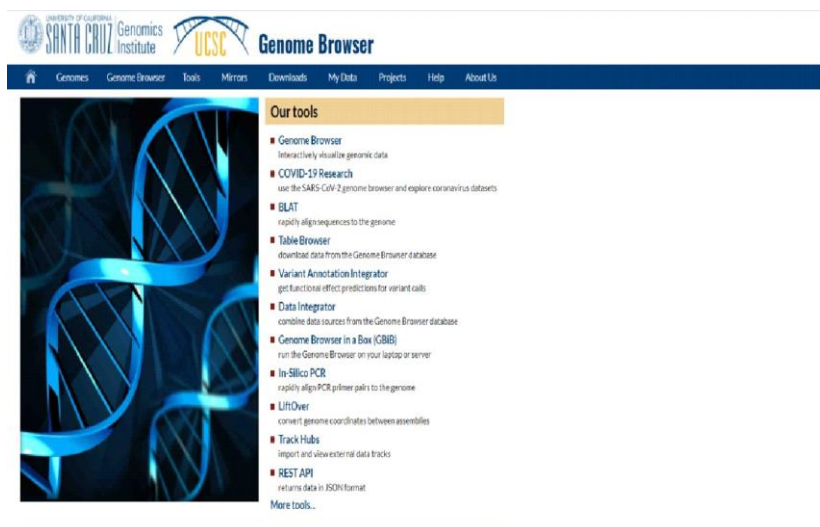 UNIVERSITY OF CALIFORNIA
SANTA CRUZ Genomics Institute
UCSC
Genome Browser
Genomes Genome Browser Tools Mirrors Downloads My Data Projects Help About Us
Our tools
Genome Browser
Interactively visualize genomic data
COVID-19 Research
use the SARS-CoV-2 genome browser and explore coronavirus datasets
BLAT
rapidly align sequences to the genome
Table Browser
download data from the Genome Browser database
Variant Annotation Integrator
get functional effect predictions for variant calls
Data Integrator
combine data sources from the Genome Browser database
Genome Browser in a Box (GBiB)
run the Genome Browser on your laptop or server
In-Silico PCR
rapidly align PCR primer pairs to the genome
LiftOver
convert genome coordinates between assemblies
Track Hubs
import and view external data tracks
REST API
returns data in JSON format
More tools...